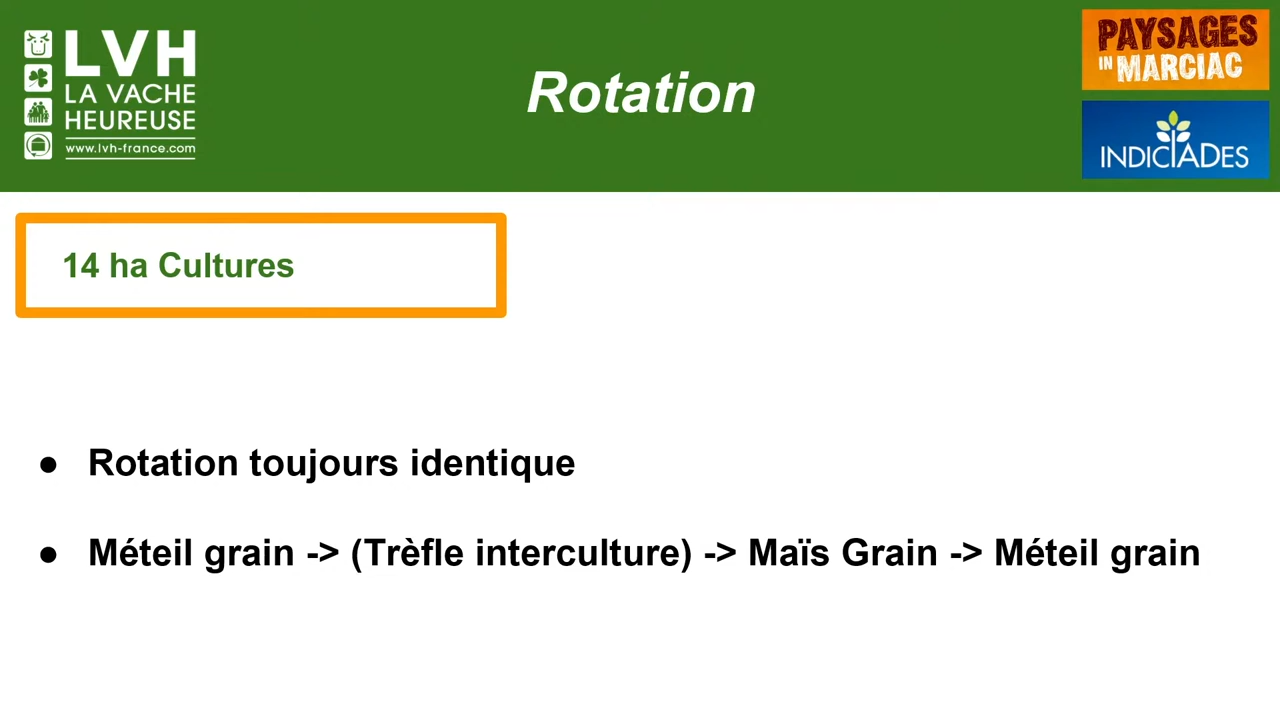 LVH
LA VACHE
HEUREUSE
www.lvh-france.com
Rotation
PAYSAGES
IN MARCIAC
INDICIADES
14 ha Cultures
● Rotation toujours identique
● Méteil grain -> (Trèfle interculture) -> Maïs Grain -> Méteil grain